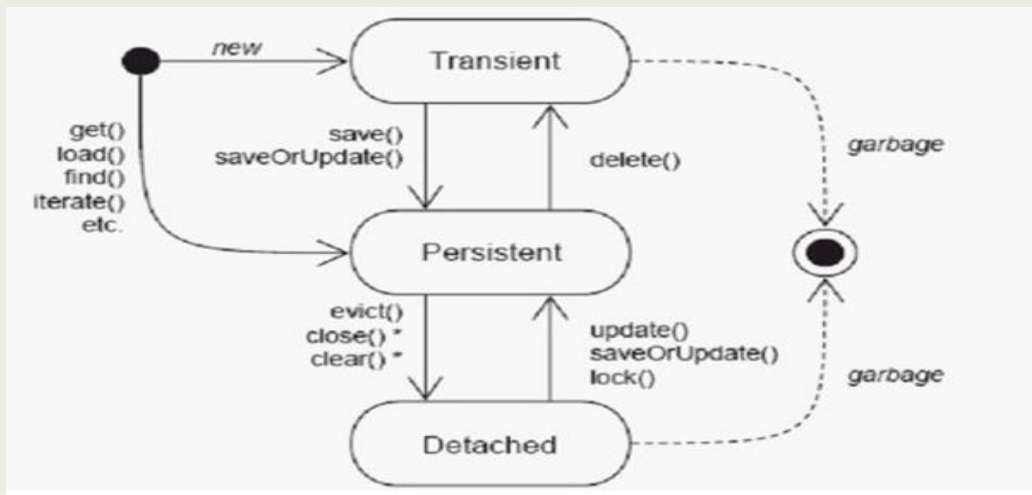 new
Transient
get()
load()
find()
iterate()
etc.
save()
saveOrUpdate()
delete()
garbage
Persistent
evict()
close() *
clear() *
update()
saveOrUpdate()
lock()
garbage
Detached